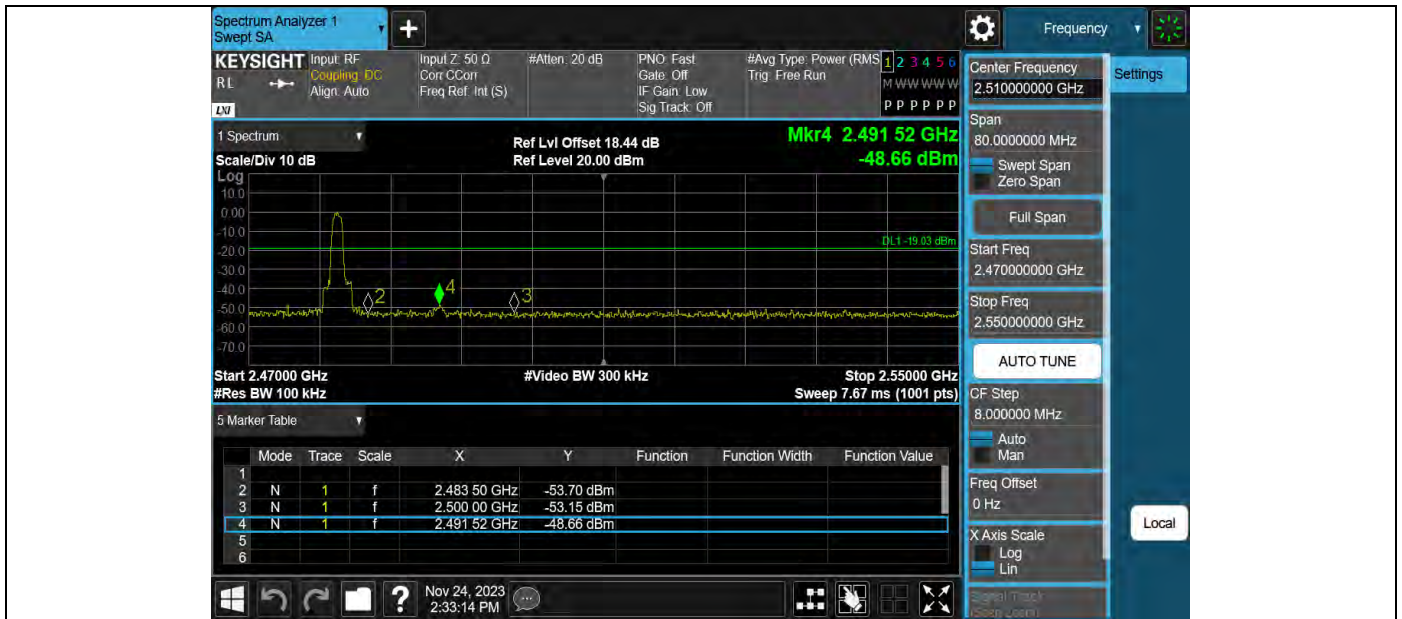 Spectrum Analyzer 1
Swept SA
+
Frequency
KEYSIGHT
RL
LXI
Input: RF
Coupling: DC
Align: Auto
Input Z: 50 Ω
Corr CCorr
Freq Ref: Int (S)
#Atten: 20 dB
PNO: Fast
Gate: Off
IF Gain: Low
Sig Track: Off
#Avg Type: Power (RMS
Trig: Free Run
1 2 3 4 5 6
M W W W W W
P P P P P P
1 Spectrum
Scale/Div 10 dB
Log
Ref Lvl Offset 18.44 dB
Ref Level 20.00 dBm
Mkr4 2.491 52 GHz
-48.66 dBm
10.0
0.00
-10.0
-20.0
-30.0
-40.0
-50.0
-60.0
-70.0
DL1 -19.03 dBm
2
4
3
Start 2.47000 GHz
#Video BW 300 kHz
Stop 2.55000 GHz
#Res BW 100 kHz
Sweep 7.67 ms (1001 pts)
5 Marker Table
Mode Trace Scale X Y Function Function Width Function Value
1
2 N 1 f 2.483 50 GHz -53.70 dBm
3 N 1 f 2.500 00 GHz -53.15 dBm
4 N 1 f 2.491 52 GHz -48.66 dBm
5
6
?
Nov 24, 2023
2:33:14 PM
Center Frequency
2.510000000 GHz
Span
80.0000000 MHz
Swept Span
Zero Span
Full Span
Start Freq
2.470000000 GHz
Stop Freq
2.550000000 GHz
AUTO TUNE
CF Step
8.000000 MHz
Auto
Man
Freq Offset
0 Hz
X Axis Scale
Log
Lin
Signal Track
(Span Zoom)
Settings
Local